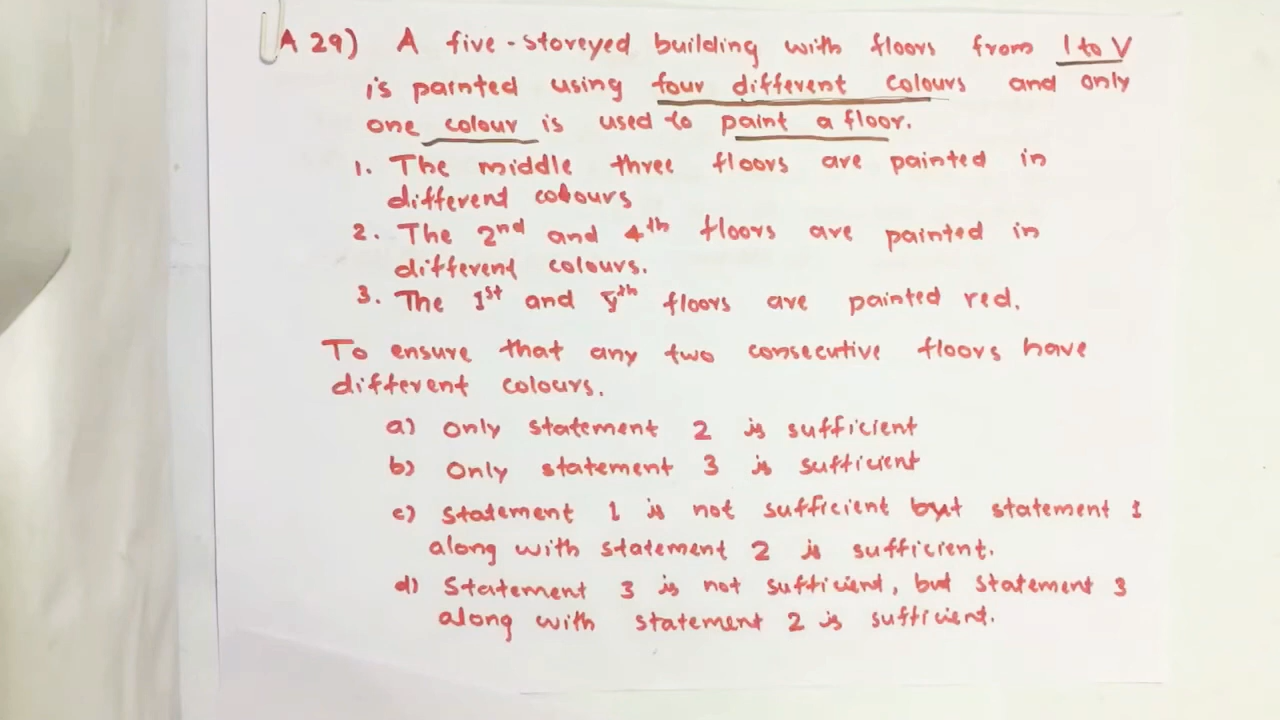 A 29) A five-storeyed building with floors from I to V
is painted using four different colours and only
one colour is used to paint a floor.
1. The middle three floors are painted in
different colours
2. The 2nd and 4th floors are painted in
different colours.
3. The 1st and 5th floors are painted red.
To ensure that any two consecutive floors have
different colours.
a) only statement 2 is sufficient
b) only statement 3 is sufficient
c) statement 1 is not sufficient but statement 1
along with statement 2 is sufficient.
d) Statement 3 is not sufficient, but statement 3
along with statement 2 is sufficient.